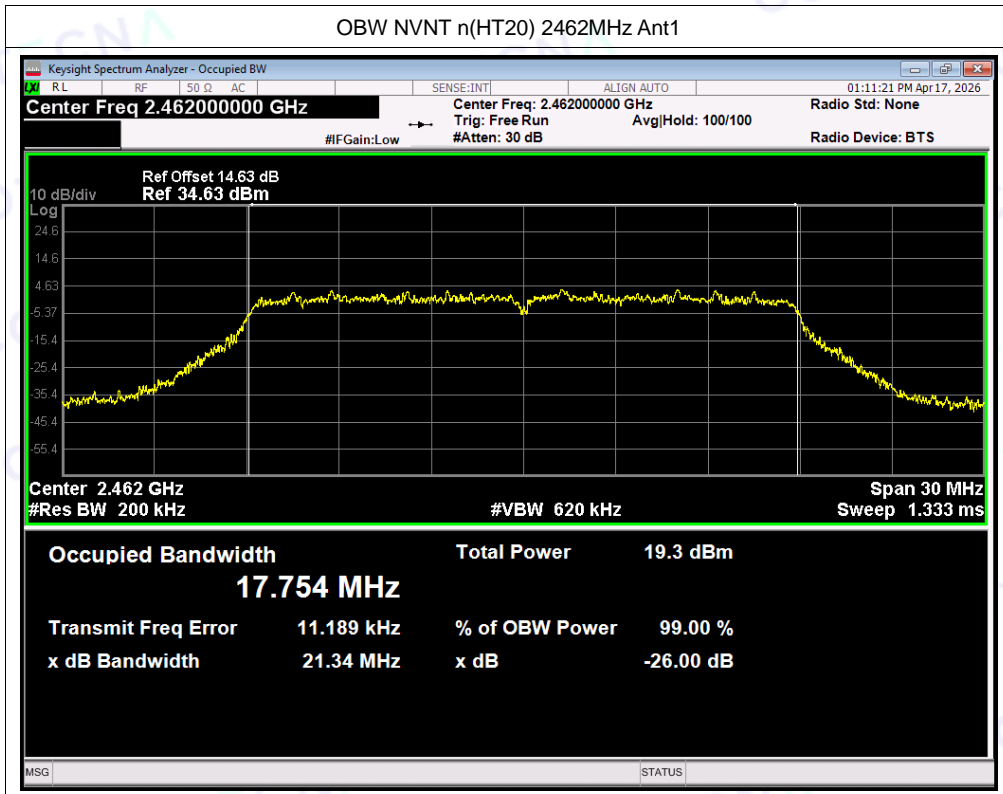 OBW NVNT n(HT20) 2462MHz Ant1
Keysight Spectrum Analyzer - Occupied BW
LXI RL RF 50 Ω AC SENSE:INT ALIGN AUTO 01:11:21 PM Apr 17, 2026
Center Freq 2.462000000 GHz
Center Freq: 2.462000000 GHz
Radio Std: None
Trig: Free Run
Avg|Hold: 100/100
#IFGain:Low
#Atten: 30 dB
Radio Device: BTS
Ref Offset 14.63 dB
10 dB/div
Ref 34.63 dBm
Log
24.6
14.6
4.63
-5.37
-15.4
-25.4
-35.4
-45.4
-55.4
Center 2.462 GHz
Span 30 MHz
#Res BW 200 kHz
#VBW 620 kHz
Sweep 1.333 ms
Occupied Bandwidth
Total Power 19.3 dBm
17.754 MHz
Transmit Freq Error 11.189 kHz
% of OBW Power 99.00 %
x dB Bandwidth 21.34 MHz
x dB -26.00 dB
MSG
STATUS